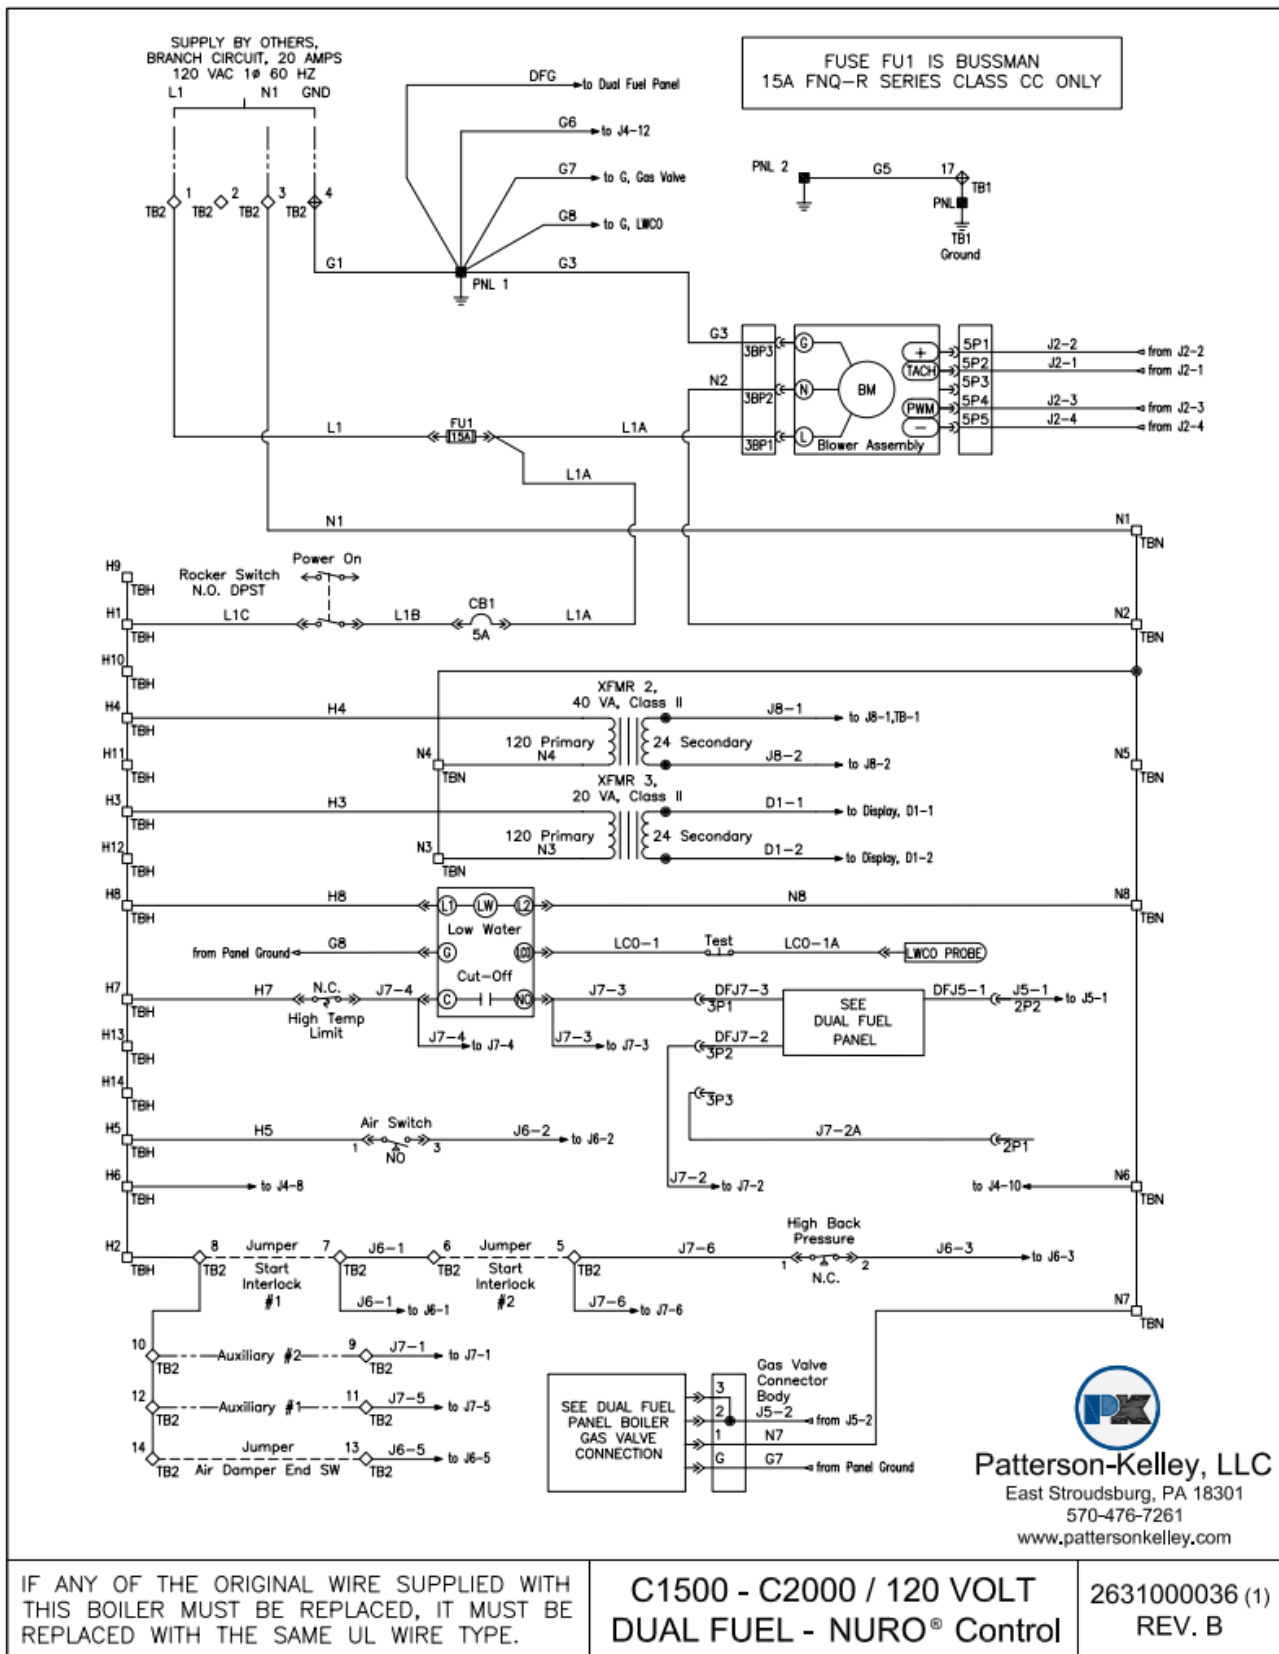 SUPPLY BY OTHERS,
BRANCH CIRCUIT, 20 AMPS
120 VAC 1ø 60 HZ
L1 N1 GND
DFG to Dual Fuel Panel
G6 to J4-12
G7 to G, Gas Valve
G8 to G, LWCO
FUSE FU1 IS BUSSMAN
15A FNQ-R SERIES CLASS CC ONLY
PNL 2 G5 17 TB1
PNL
TB1
Ground
1 2 3 4
TB2 TB2 TB2 TB2
G1 PNL 1 G3
G3 3BP3 G
N2 3BP2 N
BM
L1 FU1 15A L1A 3BP1 L
Blower Assembly
+ 5P1 J2-2 from J2-2
TACH 5P2 J2-1 from J2-1
5P3
PWM 5P4 J2-3 from J2-3
- 5P5 J2-4 from J2-4
L1A
N1 N1 TBN
H9 TBH
Rocker Switch
N.O. DPST
Power On
H1 TBH L1C L1B CB1 5A L1A N2 TBN
H10 TBH
XFMR 2,
40 VA, Class II
H4 TBH H4 J8-1 to J8-1,TB-1
120 Primary 24 Secondary
H11 TBH N4 TBN N4 J8-2 to J8-2 N5 TBN
XFMR 3,
20 VA, Class II
H3 TBH H3 D1-1 to Display, D1-1
120 Primary 24 Secondary
H12 TBH N3 TBN N3 D1-2 to Display, D1-2
H8 TBH H8 L1 LW L2 N8 N8 TBN
Low Water
from Panel Ground G8 G LCO LCO-1 Test LCO-1A LWCO PROBE
Cut-Off
H7 TBH H7 N.C. J7-4 C NO J7-3 DFJ7-3 3P1 DFJ5-1 J5-1 2P2 to J5-1
High Temp
Limit
SEE
DUAL FUEL
PANEL
J7-4 to J7-4 J7-3 to J7-3 DFJ7-2 3P2
H13 TBH
H14 TBH 3P3
Air Switch
H5 TBH H5 1 NO 3 J6-2 to J6-2 J7-2A 2P1
H6 TBH to J4-8 J7-2 to J7-2 to J4-10 N6 TBN
High Back
Pressure
H2 TBH 8 TB2 Jumper 7 TB2 J6-1 6 TB2 Jumper 5 TB2 J7-6 1 N.C. 2 J6-3 to J6-3
Start
Interlock
#1
Start
Interlock
#2
J6-1 to J6-1 J7-6 to J7-6
N7 TBN
10 TB2 Auxiliary #2 9 TB2 J7-1 to J7-1
12 TB2 Auxiliary #1 11 TB2 J7-5 to J7-5
14 TB2 Jumper 13 TB2 J6-5 to J6-5
Air Damper End SW
SEE DUAL FUEL
PANEL BOILER
GAS VALVE
CONNECTION
Gas Valve
Connector
Body
3
2 J5-2 from J5-2
1 N7
G G7 from Panel Ground
PK
Patterson-Kelley, LLC
East Stroudsburg, PA 18301
570-476-7261
www.pattersonkelley.com
IF ANY OF THE ORIGINAL WIRE SUPPLIED WITH
THIS BOILER MUST BE REPLACED, IT MUST BE
REPLACED WITH THE SAME UL WIRE TYPE.
C1500 - C2000 / 120 VOLT
DUAL FUEL - NURO® Control
2631000036 (1)
REV. B